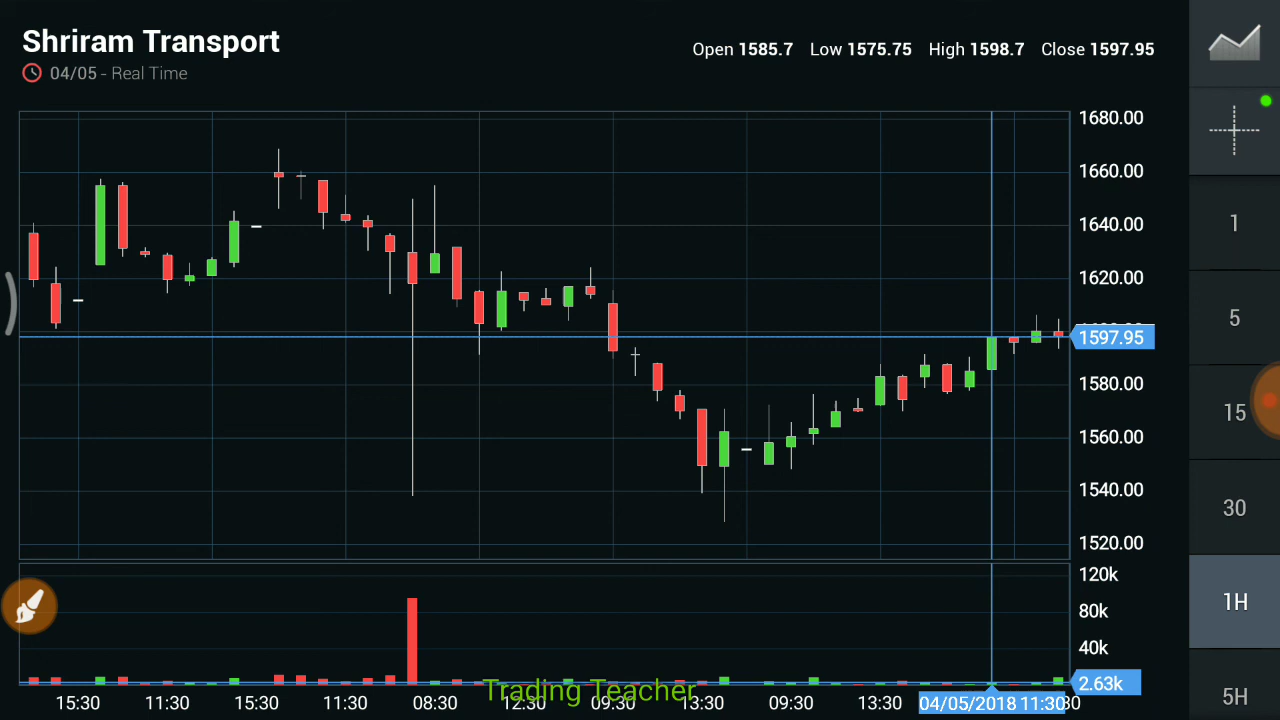 Shriram Transport
Open 1585.7 Low 1575.75 High 1598.7 Close 1597.95
04/05 - Real Time
1680.00
1660.00
1640.00
1620.00
1597.95
1580.00
1560.00
1540.00
1520.00
120k
80k
40k
2.63k
Trading Teacher
15:30 11:30 15:30 11:30 08:30 12:30 09:30 13:30 09:30 13:30 04/05/2018 11:30 30
1
5
15
30
1H
5H